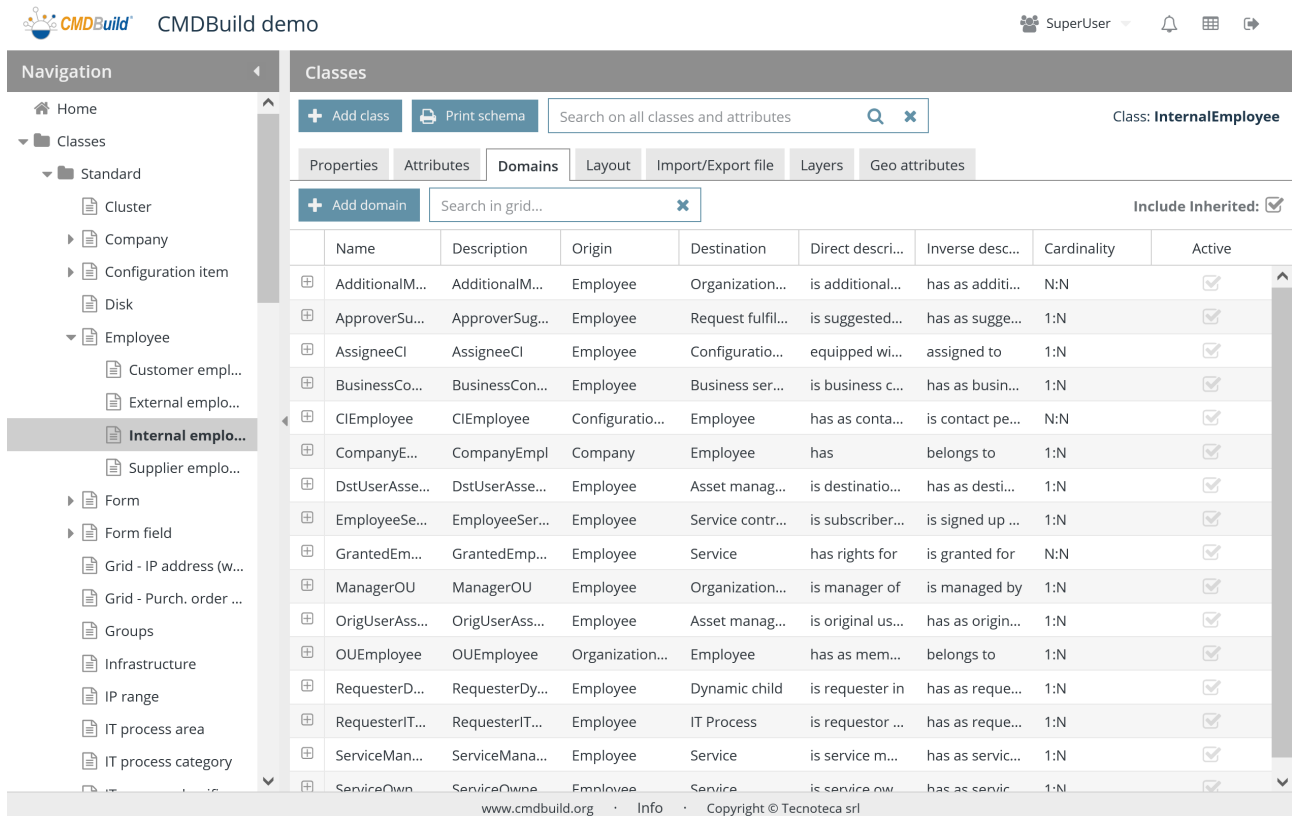 CMDBuild CMDBuild demo SuperUser
Navigation
Classes
Home
Classes
Standard
Cluster
Company
Configuration item
Disk
Employee
Customer empl...
External emplo...
Internal emplo...
Supplier emplo...
Form
Form field
Grid - IP address (w...
Grid - Purch. order ...
Groups
Infrastructure
IP range
IT process area
IT process category
Add class Print schema Search on all classes and attributes Class: InternalEmployee
Properties Attributes Domains Layout Import/Export file Layers Geo attributes
Add domain Search in grid... Include Inherited:
Name Description Origin Destination Direct descri... Inverse desc... Cardinality Active
AdditionalM... AdditionalM... Employee Organization... is additional... has as additi... N:N
ApproverSu... ApproverSug... Employee Request fulfil... is suggested... has as sugge... 1:N
AssigneeCI AssigneeCI Employee Configuratio... equipped wi... assigned to 1:N
BusinessCo... BusinessCon... Employee Business ser... is business c... has as busin... 1:N
CIEmployee CIEmployee Configuratio... Employee has as conta... is contact pe... N:N
CompanyE... CompanyEmpl Company Employee has belongs to 1:N
DstUserAsse... DstUserAsse... Employee Asset manag... is destinatio... has as desti... 1:N
EmployeeSe... EmployeeSer... Employee Service contr... is subscriber... is signed up ... 1:N
GrantedEm... GrantedEmp... Employee Service has rights for is granted for N:N
ManagerOU ManagerOU Employee Organization... is manager of is managed by 1:N
OrigUserAss... OrigUserAss... Employee Asset manag... is original us... has as origin... 1:N
OUEmployee OUEmployee Organization... Employee has as mem... belongs to 1:N
RequesterD... RequesterDy... Employee Dynamic child is requester in has as reque... 1:N
RequesterIT... RequesterIT... Employee IT Process is requestor ... has as reque... 1:N
ServiceMan... ServiceMana... Employee Service is service m... has as servic... 1:N
ServiceOwn... ServiceOwne... Employee Service is service ow... has as servic... 1:N
www.cmdbuild.org · Info · Copyright © Tecnoteca srl